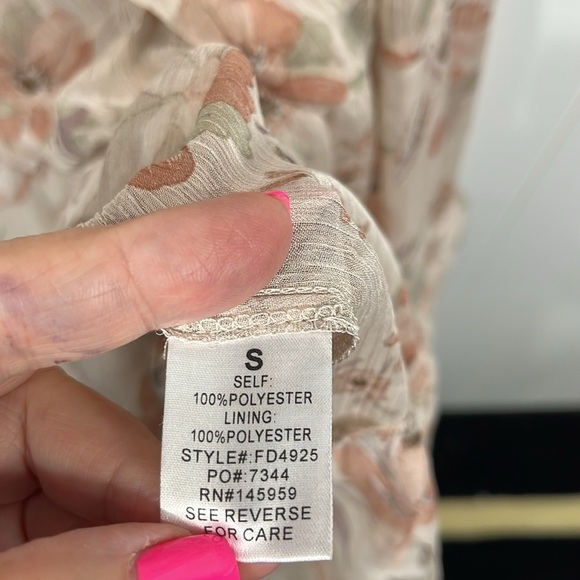 S
SELF:
100%POLYESTER
LINING:
100%POLYESTER
STYLE#:FD4925
PO#:7344
RN#145959
SEE REVERSE
FOR CARE